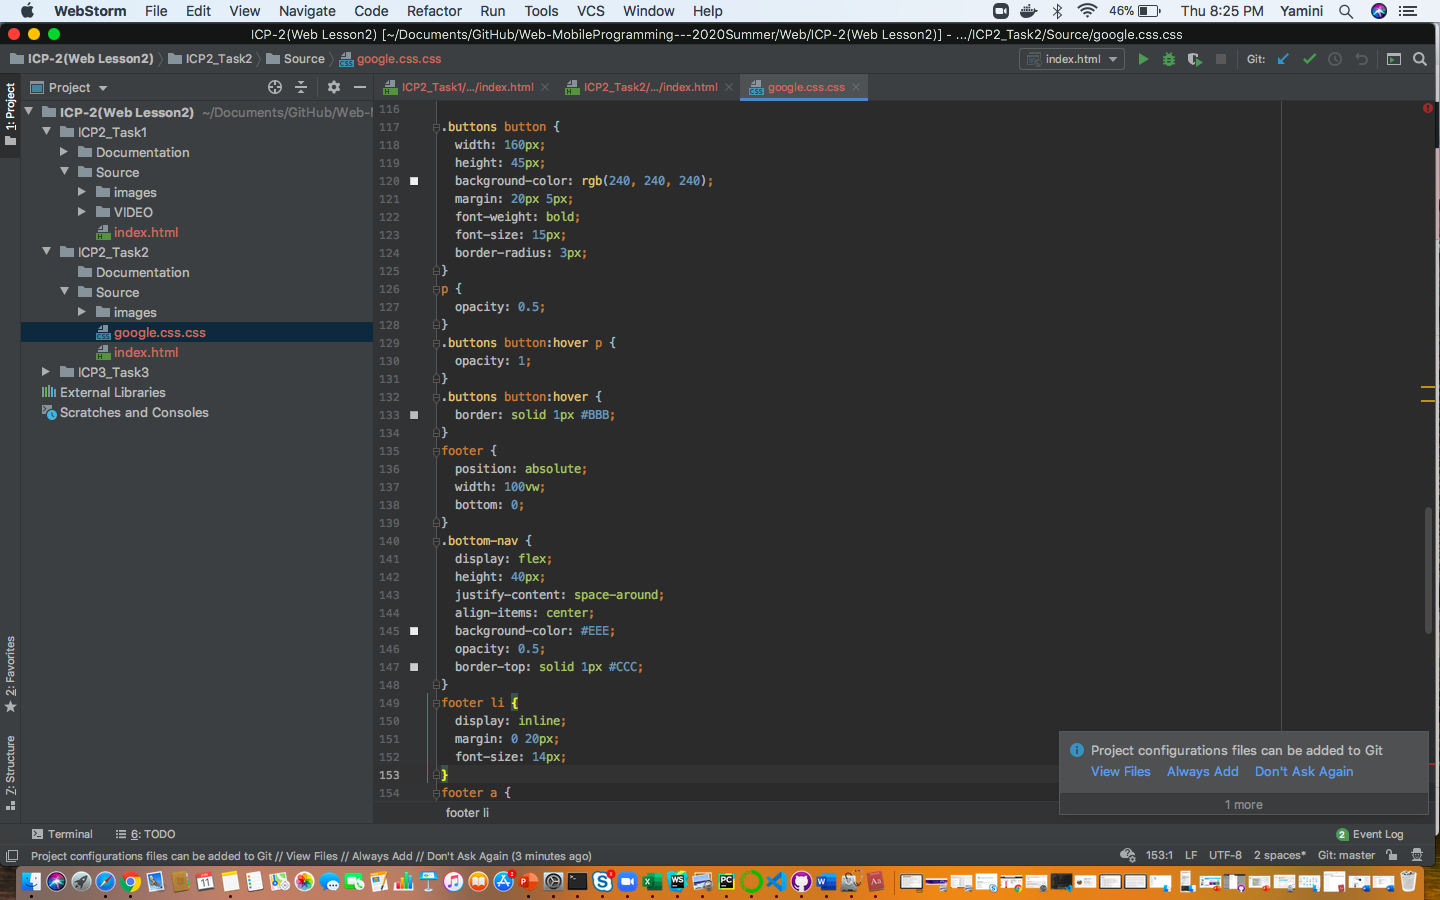 WebStorm File Edit View Navigate Code Refactor Run Tools VCS Window Help 46% Thu 8:25 PM Yamini
ICP-2(Web Lesson2) [~/Documents/GitHub/Web-MobileProgramming---2020Summer/Web/ICP-2(Web Lesson2)] - .../ICP2_Task2/Source/google.css.css
ICP-2(Web Lesson2) ICP2_Task2 Source google.css.css index.html Git:
Project ICP2_Task1/.../index.html ICP2_Task2/.../index.html google.css.css
1: Project
ICP-2(Web Lesson2) ~/Documents/GitHub/Web-
ICP2_Task1
Documentation
Source
images
VIDEO
index.html
ICP2_Task2
Documentation
Source
images
google.css.css
index.html
ICP3_Task3
External Libraries
Scratches and Consoles
2: Favorites
7: Structure
116
117 .buttons button {
118 width: 160px;
119 height: 45px;
120 background-color: rgb(240, 240, 240);
121 margin: 20px 5px;
122 font-weight: bold;
123 font-size: 15px;
124 border-radius: 3px;
125 }
126 p {
127 opacity: 0.5;
128 }
129 .buttons button:hover p {
130 opacity: 1;
131 }
132 .buttons button:hover {
133 border: solid 1px #BBB;
134 }
135 footer {
136 position: absolute;
137 width: 100vw;
138 bottom: 0;
139 }
140 .bottom-nav {
141 display: flex;
142 height: 40px;
143 justify-content: space-around;
144 align-items: center;
145 background-color: #EEE;
146 opacity: 0.5;
147 border-top: solid 1px #CCC;
148 }
149 footer li {
150 display: inline;
151 margin: 0 20px;
152 font-size: 14px;
153 }
154 footer a {
footer li
Project configurations files can be added to Git
View Files Always Add Don't Ask Again
1 more
Terminal 6: TODO 2 Event Log
Project configurations files can be added to Git // View Files // Always Add // Don't Ask Again (3 minutes ago) 153:1 LF UTF-8 2 spaces* Git: master